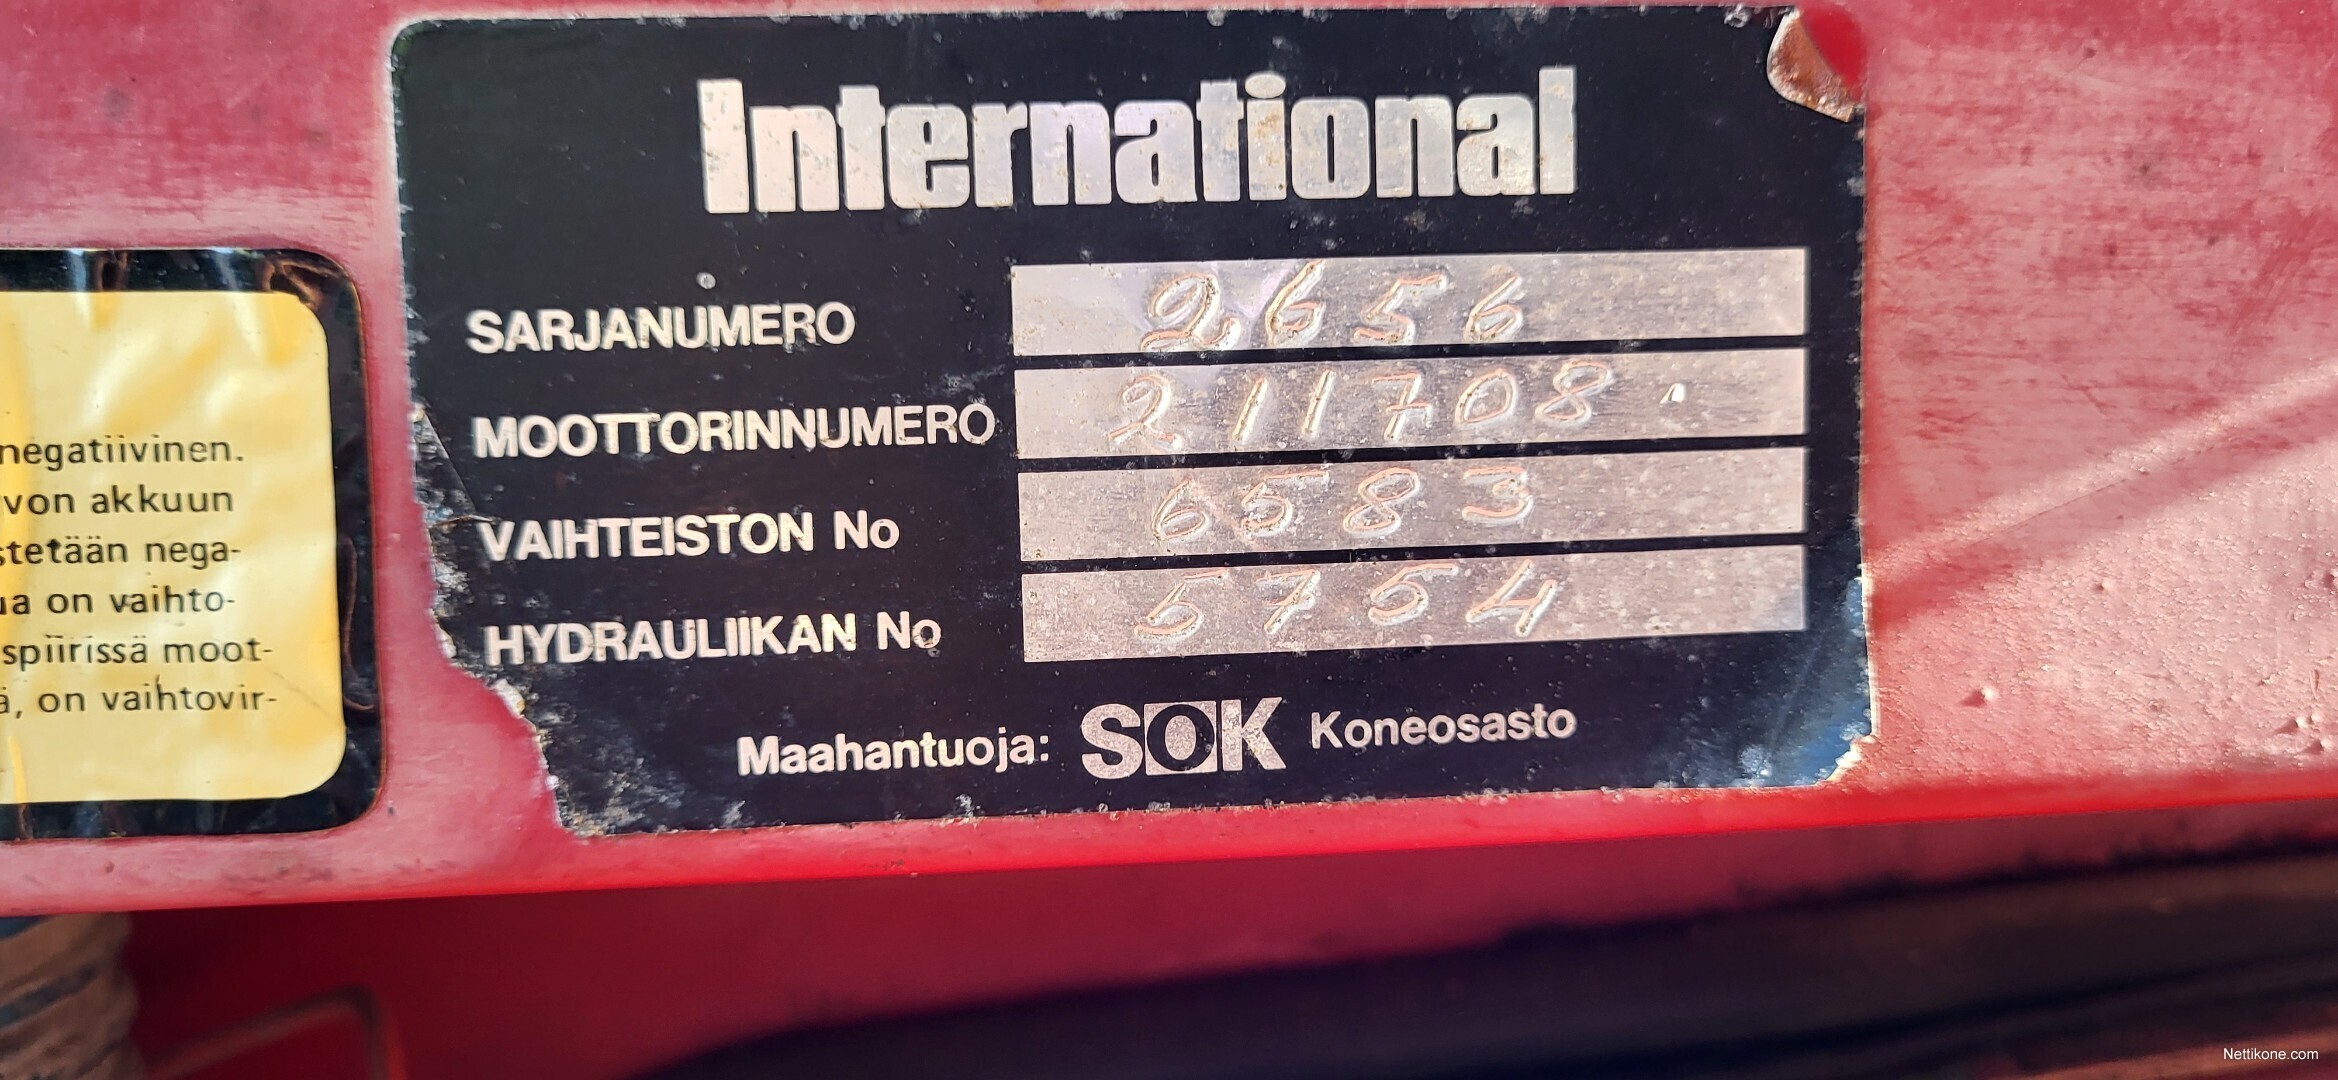 International
SARJANUMERO 2656
MOOTTORINNUMERO 211708.
VAIHTEISTON No 6583
HYDRAULIIKAN No 5754
Maahantuoja: SOK Koneosasto
negatiivinen.
von akkuun
stetään nega-
ua on vaihto-
spiirissä moot-
ä, on vaihtovir-
Nettikone.com